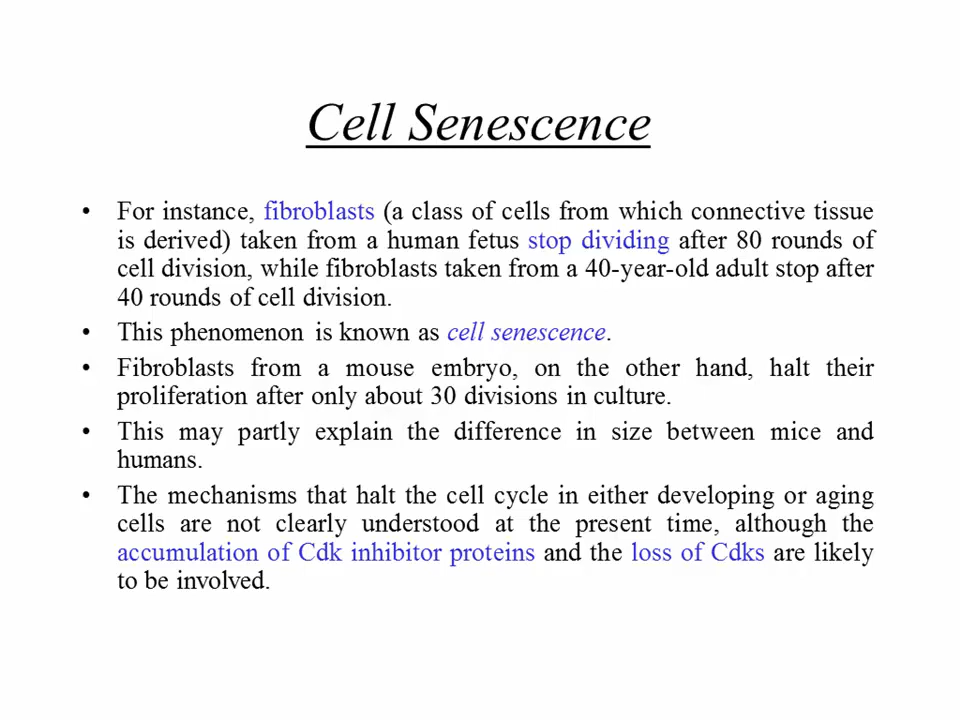 Cell Senescence
• For instance, fibroblasts (a class of cells from which connective tissue
is derived) taken from a human fetus stop dividing after 80 rounds of
cell division, while fibroblasts taken from a 40-year-old adult stop after
40 rounds of cell division.
• This phenomenon is known as cell senescence.
• Fibroblasts from a mouse embryo, on the other hand, halt their
proliferation after only about 30 divisions in culture.
• This may partly explain the difference in size between mice and
humans.
• The mechanisms that halt the cell cycle in either developing or aging
cells are not clearly understood at the present time, although the
accumulation of Cdk inhibitor proteins and the loss of Cdks are likely
to be involved.